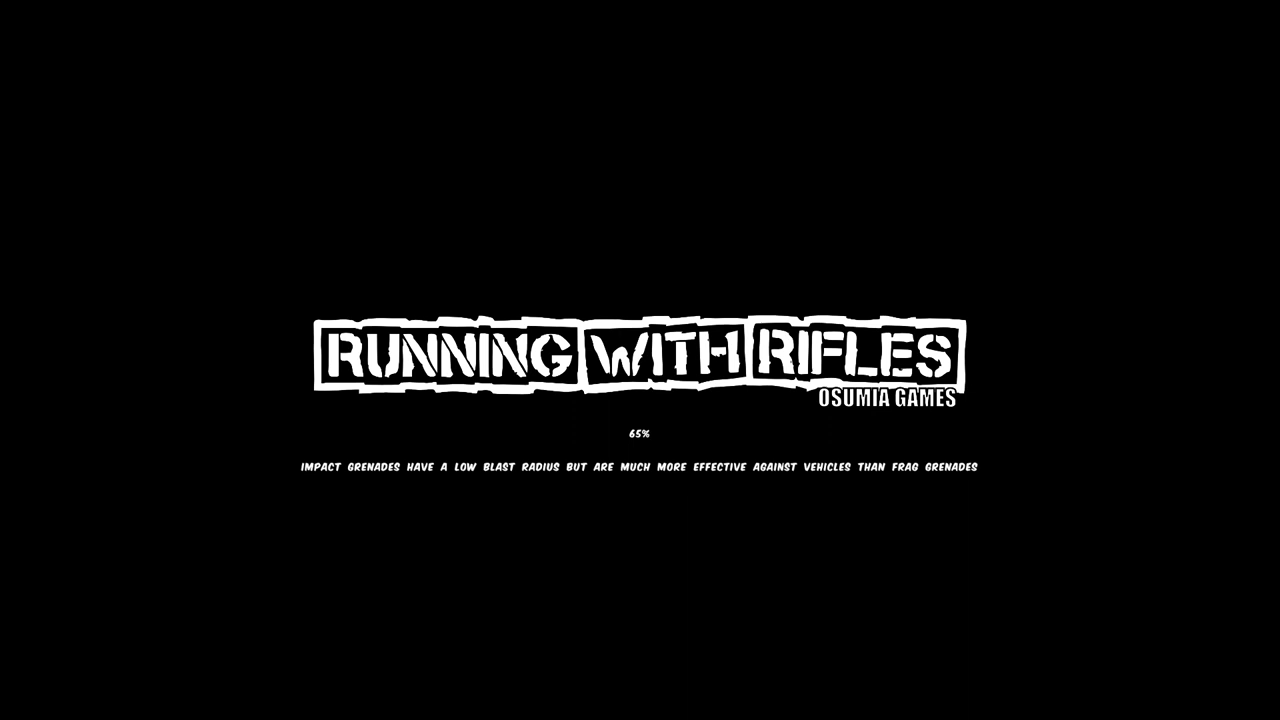 RUNNING WITH RIFLES
OSUMIA GAMES
65%
IMPACT GRENADES HAVE A LOW BLAST RADIUS BUT ARE MUCH MORE EFFECTIVE AGAINST VEHICLES THAN FRAG GRENADES